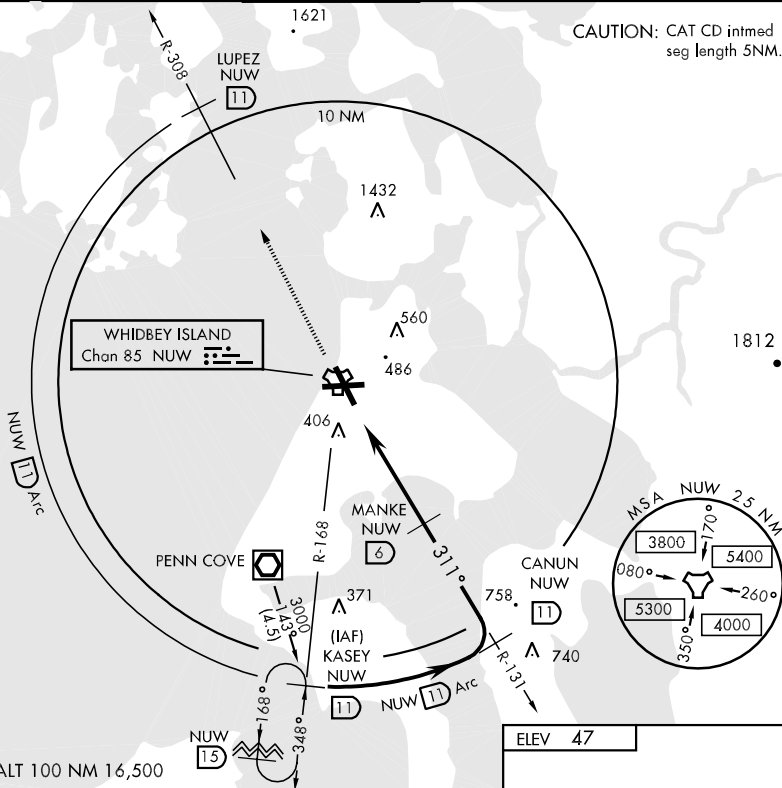 1621
CAUTION: CAT CD intmed
seg length 5NM.
R-308
LUPEZ
NUW
11
10 NM
1432
WHIDBEY ISLAND
Chan 85 NUW
560
486
1812
406
NUW 11 Arc
R-168
MANKE
NUW
6
311°
PENN COVE
3000
143°
(4.5)
371
(IAF)
KASEY
NUW
11
CANUN
NUW
11
758
740
R-131
NUW 11 Arc
MSA NUW 25 NM
3800
170°
5400
080°
260°
5300
4000
350°
168°
348°
NUW
15
ELEV 47
ALT 100 NM 16,500